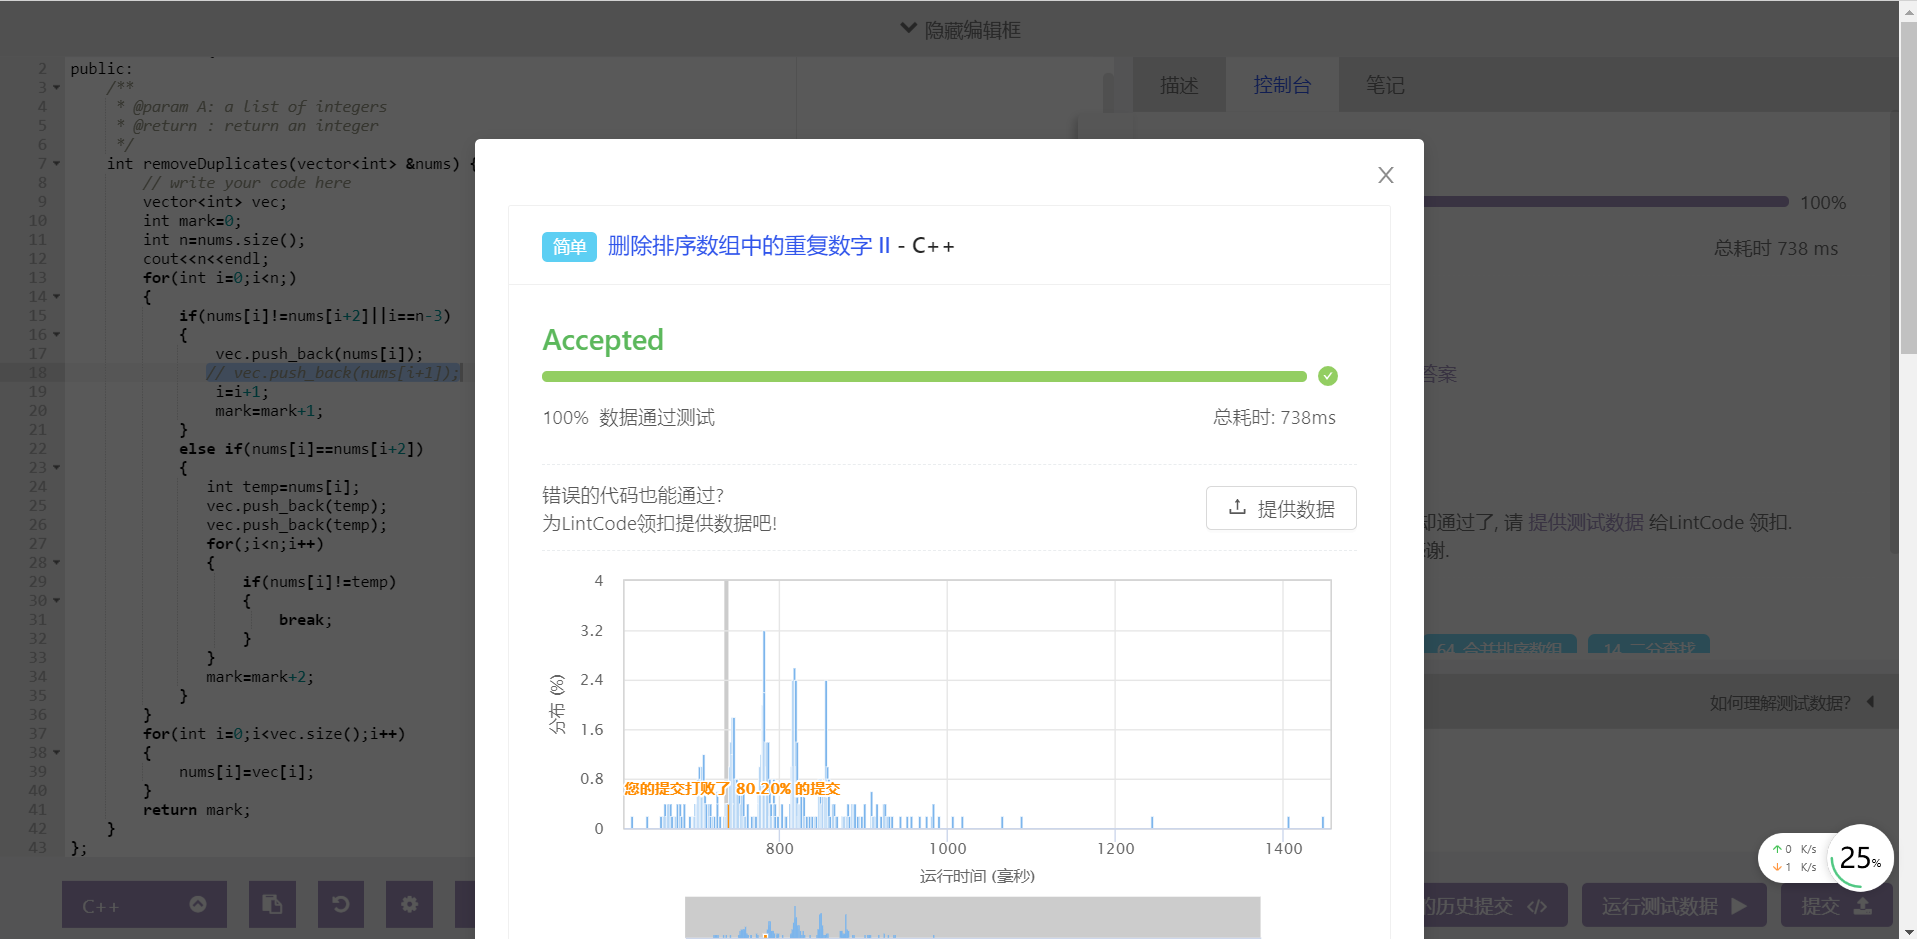 隐藏编辑框
2 public:
3 /**
4 * @param A: a list of integers
5 * @return : return an integer
6 */
7 int removeDuplicates(vector<int> &nums) {
8 // write your code here
9 vector<int> vec;
10 int mark=0;
11 int n=nums.size();
12 cout<<n<<endl;
13 for(int i=0;i<n;)
14 {
15 if(nums[i]!=nums[i+2]||i==n-3)
16 {
17 vec.push_back(nums[i]);
18 // vec.push_back(nums[i+1]);
19 i=i+1;
20 mark=mark+1;
21 }
22 else if(nums[i]==nums[i+2])
23 {
24 int temp=nums[i];
25 vec.push_back(temp);
26 vec.push_back(temp);
27 for(;i<n;i++)
28 {
29 if(nums[i]!=temp)
30 {
31 break;
32 }
33 }
34 mark=mark+2;
35 }
36 }
37 for(int i=0;i<vec.size();i++)
38 {
39 nums[i]=vec[i];
40 }
41 return mark;
42 }
43 };
C++
描述 控制台 笔记
100%
总耗时 738 ms
答案
却通过了, 请 提供测试数据 给LintCode 领扣.
谢.
64. 合并排序数组 14. 二分查找
如何理解测试数据?
X
简单 删除排序数组中的重复数字 II - C++
Accepted
100% 数据通过测试 总耗时: 738ms
错误的代码也能通过?
为LintCode领扣提供数据吧!
提供数据
4
3.2
2.4
1.6
0.8
0
分布 (%)
您的提交打败了 80.20% 的提交
800 1000 1200 1400
运行时间 (毫秒)
↑ 0 K/s
↓ 1 K/s
25%
的历史提交 </> 运行测试数据 提交